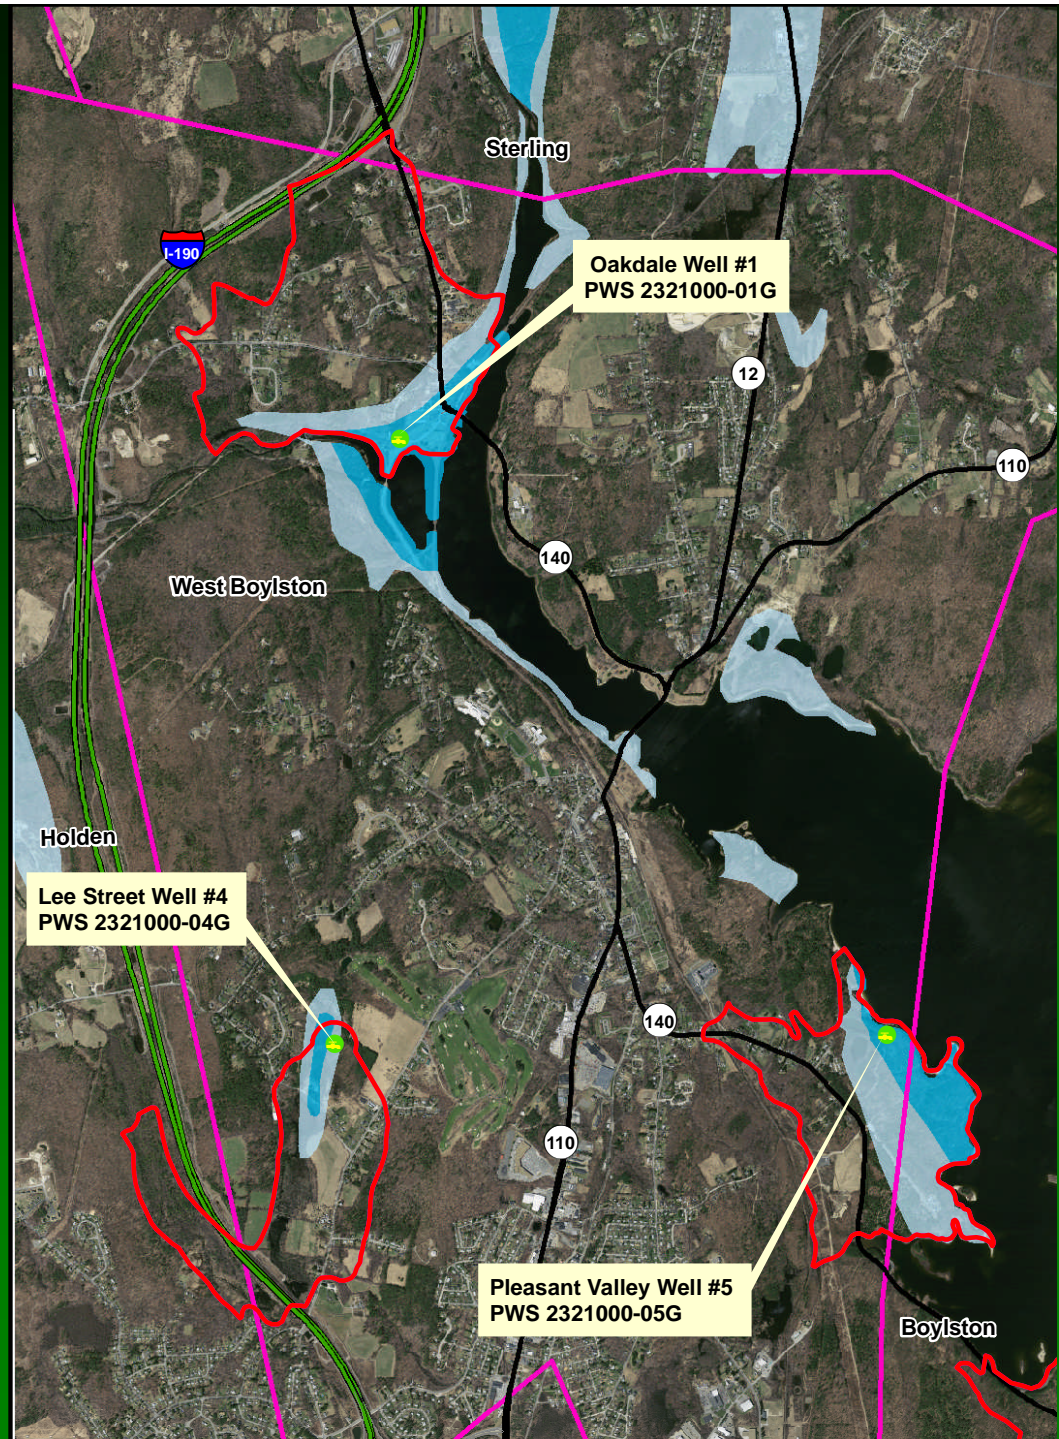 Sterling
I-190
Oakdale Well #1
PWS 2321000-01G
12
110
140
West Boylston
Holden
Lee Street Well #4
PWS 2321000-04G
140
110
Pleasant Valley Well #5
PWS 2321000-05G
Boylston